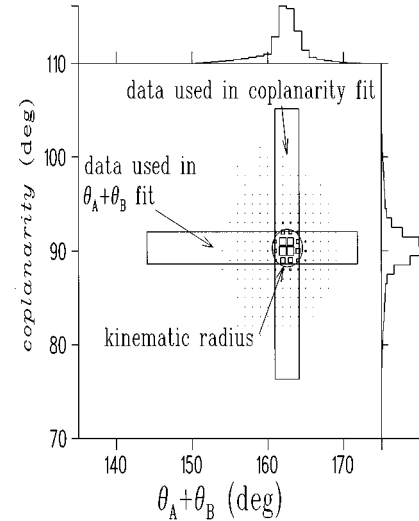 110
data used in coplanarity fit
coplanarity (deg)
100
data used in
θA+θB fit
90
80
kinematic radius
70
140 150 160 170
θA+θB (deg)